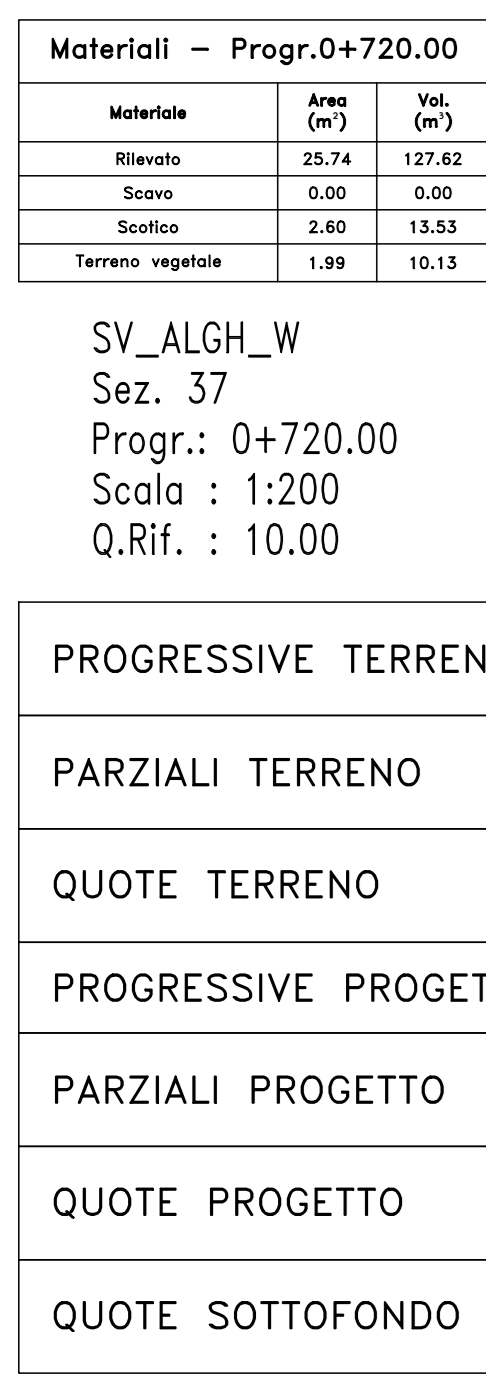 Materiali – Progr.0+720.00
Materiale Area (m²) Vol. (m³)
Rilevato 25.74 127.62
Scavo 0.00 0.00
Scotico 2.60 13.53
Terreno vegetale 1.99 10.13
SV_ALGH_W
Sez. 37
Progr.: 0+720.00
Scala : 1:200
Q.Rif. : 10.00
PROGRESSIVE TERREN
PARZIALI TERRENO
QUOTE TERRENO
PROGRESSIVE PROGET
PARZIALI PROGETTO
QUOTE PROGETTO
QUOTE SOTTOFONDO